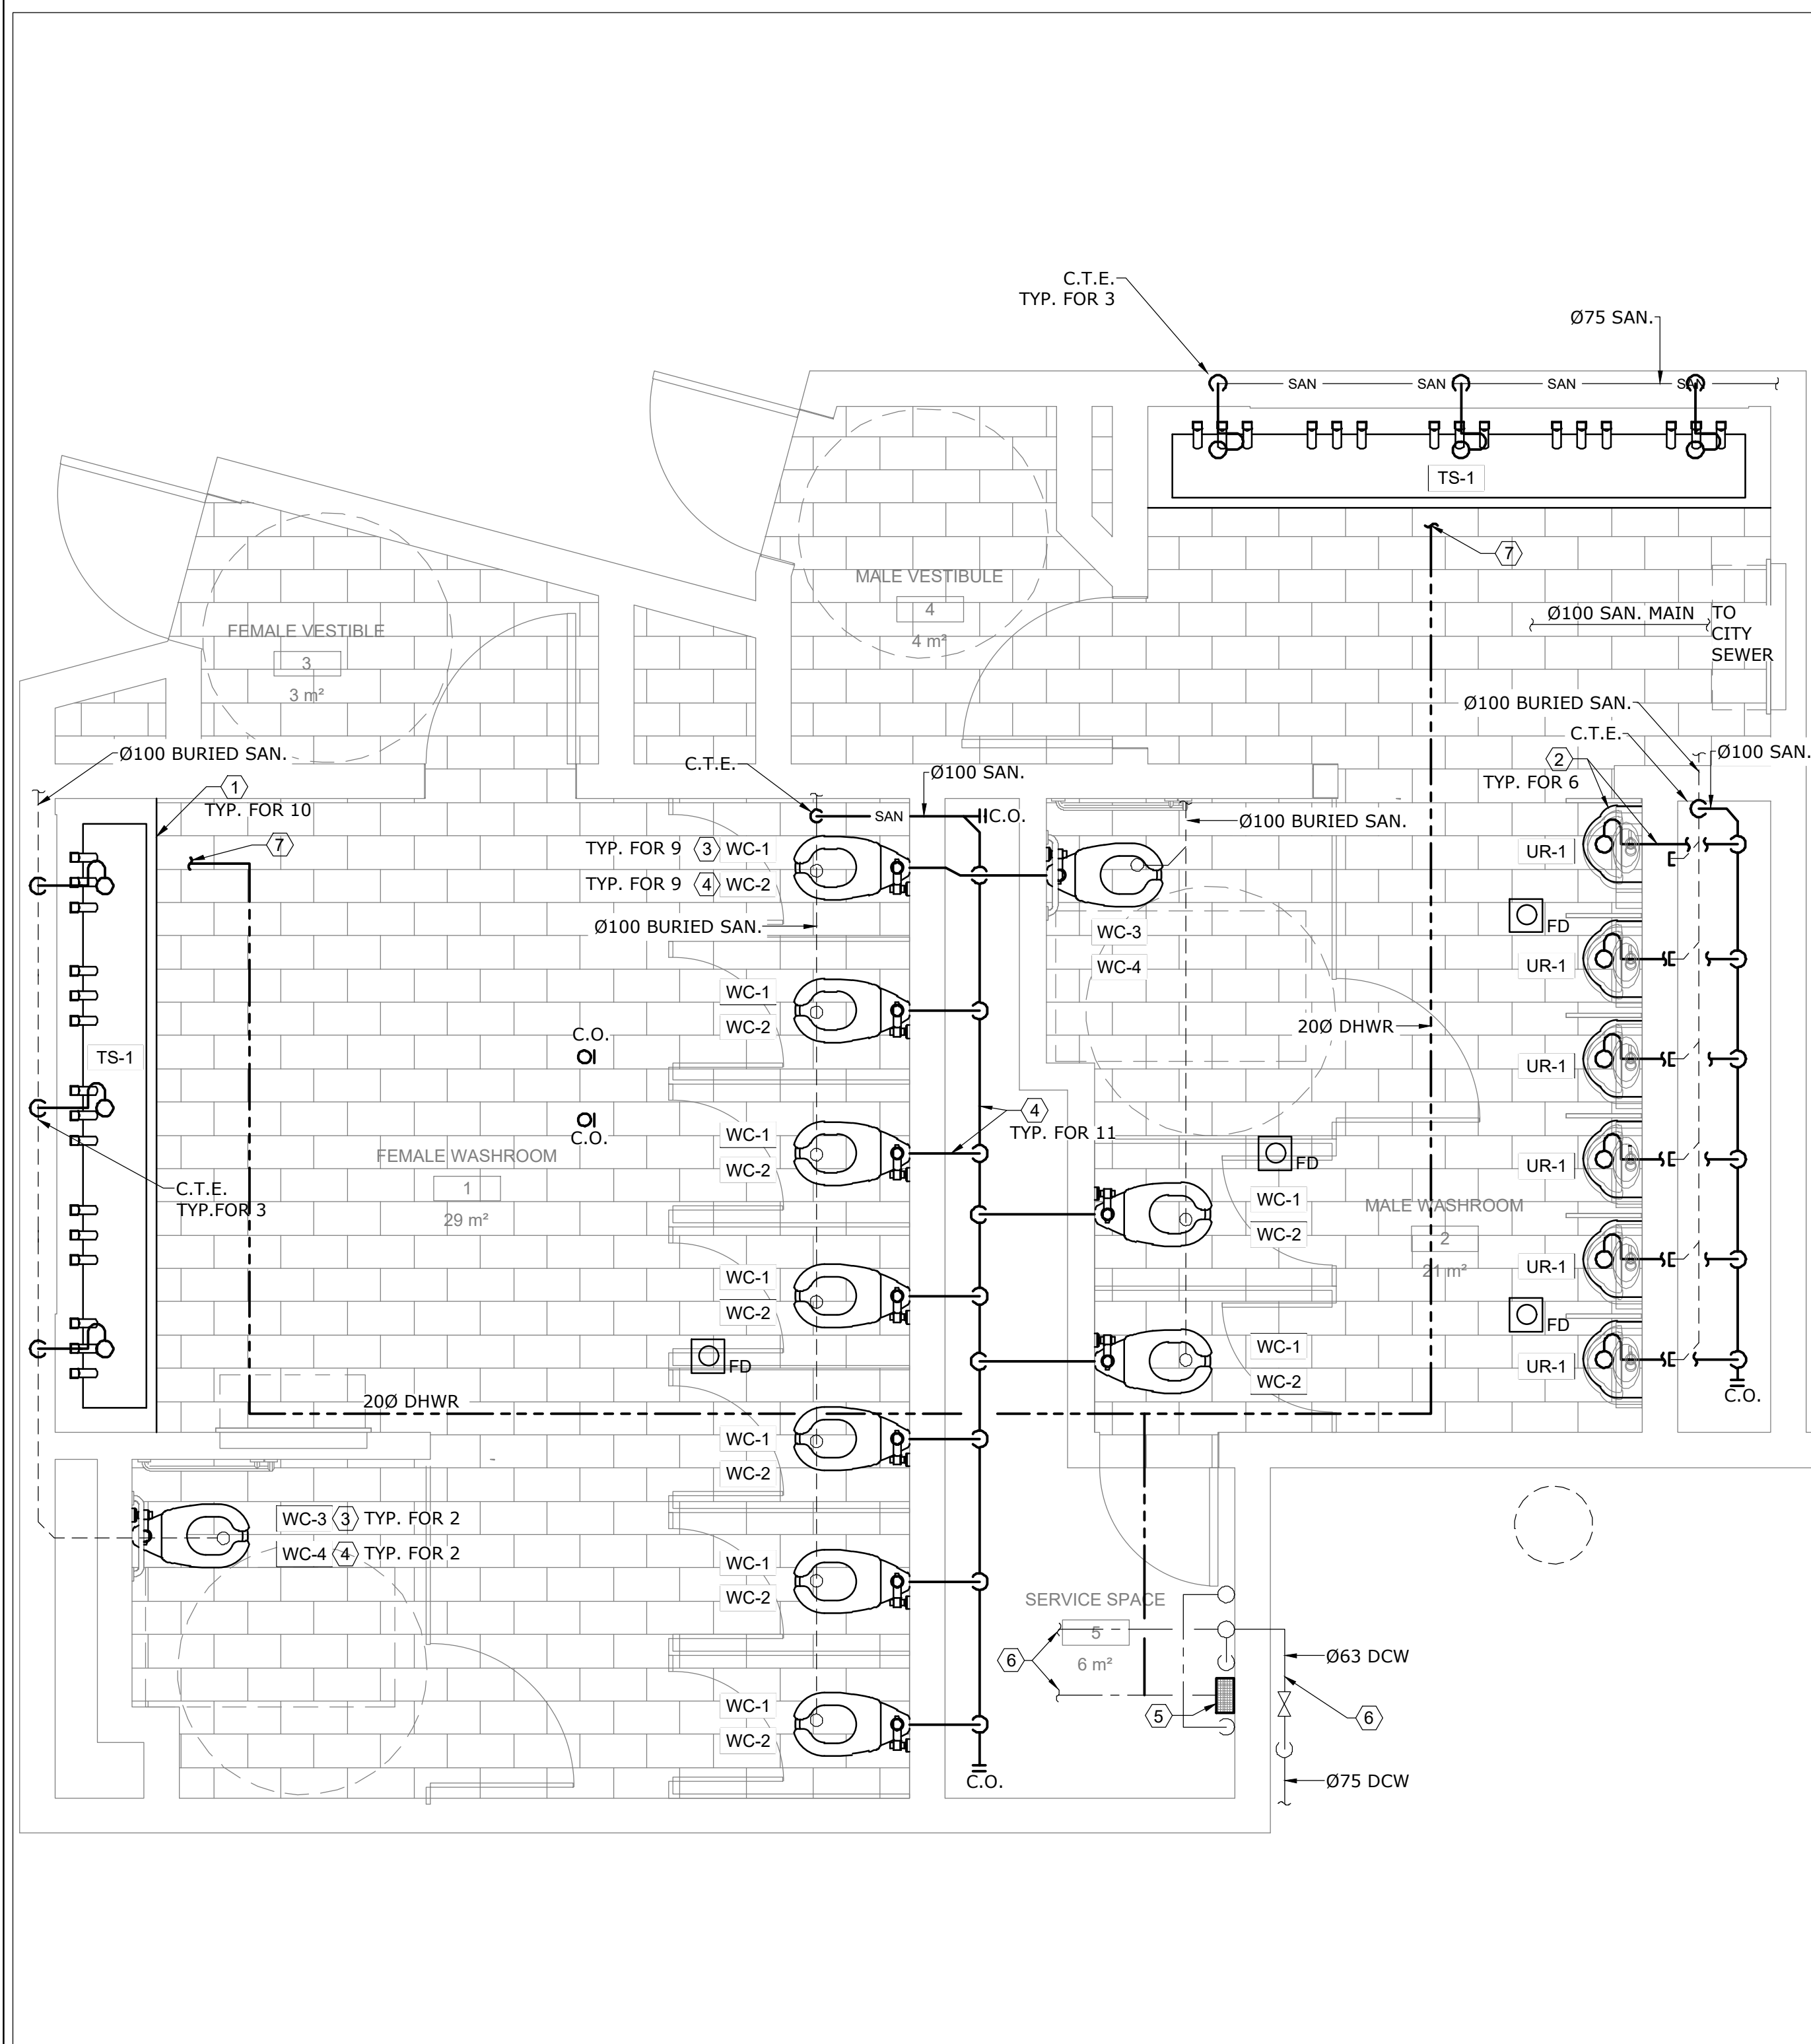 C.T.E.
TYP. FOR 3
Ø75 SAN.
SAN
SAN
SAN
SAN
TS-1
7
MALE VESTIBULE
4
4 m²
FEMALE VESTIBLE
3
3 m²
Ø100 SAN. MAIN
TO
CITY
SEWER
Ø100 BURIED SAN.
C.T.E.
Ø100 SAN.
2
TYP. FOR 6
Ø100 BURIED SAN.
1
TYP. FOR 10
7
C.T.E.
Ø100 SAN.
SAN
C.O.
Ø100 BURIED SAN.
TYP. FOR 9 3 WC-1
TYP. FOR 9 4 WC-2
Ø100 BURIED SAN.
UR-1
FD
WC-3
WC-4
UR-1
WC-1
WC-2
20Ø DHWR
C.O.
C.O.
TS-1
UR-1
4
TYP. FOR 11
WC-1
WC-2
FEMALE WASHROOM
1
29 m²
C.T.E.
TYP.FOR 3
FD
UR-1
WC-1
WC-2
MALE WASHROOM
2
21 m²
UR-1
WC-1
WC-2
FD
FD
WC-1
WC-2
UR-1
C.O.
20Ø DHWR
WC-1
WC-2
WC-3 3 TYP. FOR 2
WC-4 4 TYP. FOR 2
WC-1
WC-2
SERVICE SPACE
5
6 m²
6
Ø63 DCW
5
6
WC-1
WC-2
C.O.
Ø75 DCW